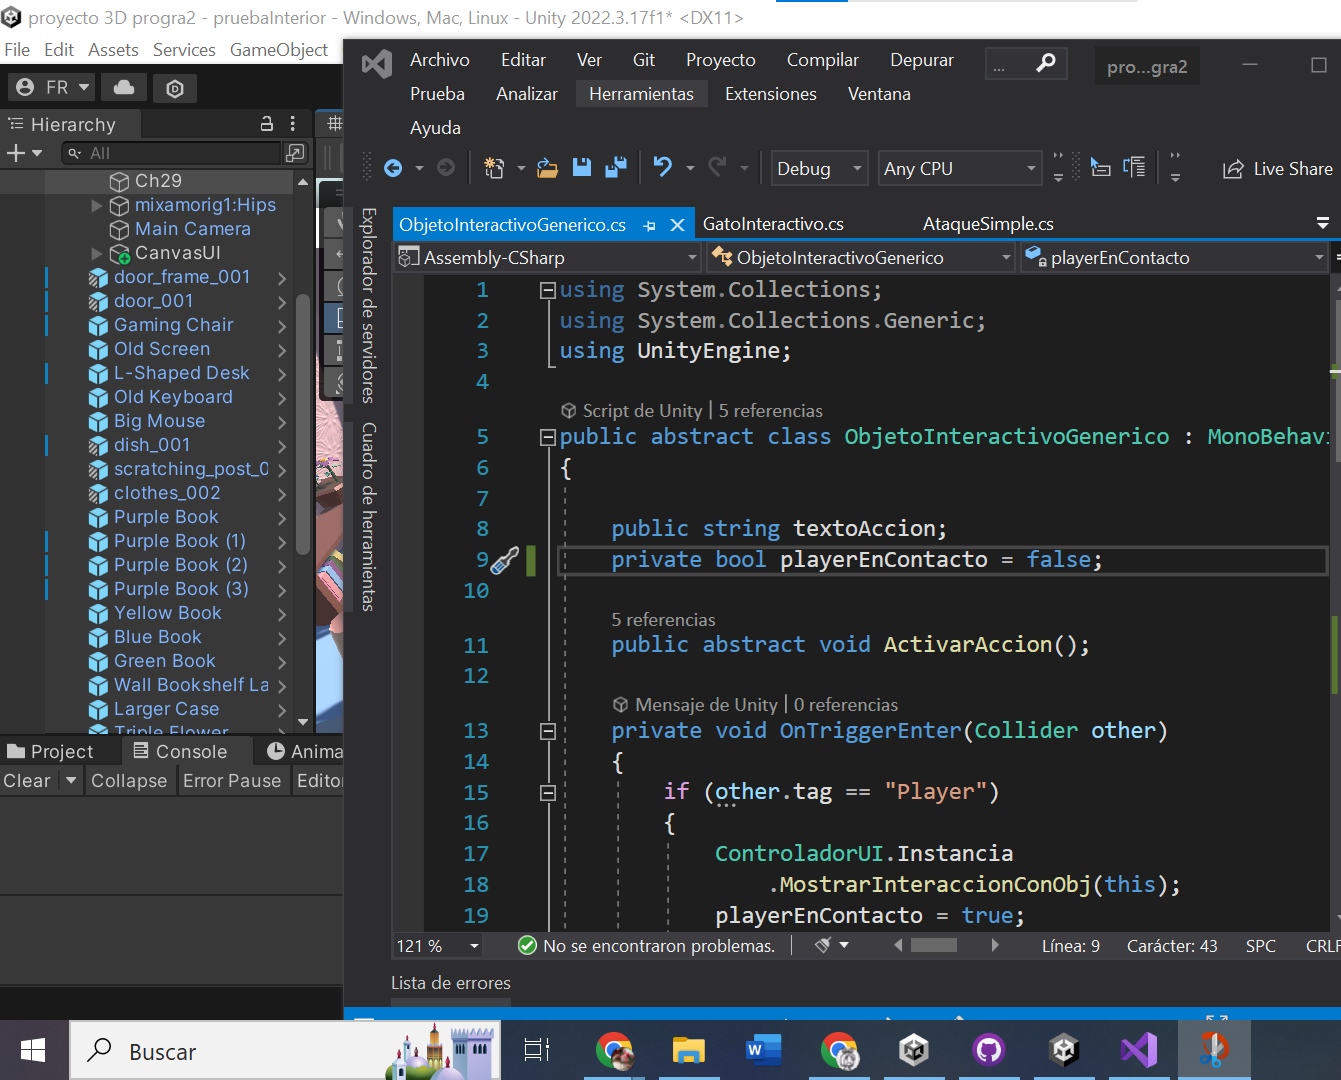 proyecto 3D progra2 - pruebaInterior - Windows, Mac, Linux - Unity 2022.3.17f1* <DX11>
File Edit Assets Services GameObject
FR
Hierarchy
All
Ch29
mixamorig1:Hips
Main Camera
CanvasUI
door_frame_001
door_001
Gaming Chair
Old Screen
L-Shaped Desk
Old Keyboard
Big Mouse
dish_001
scratching_post_0
clothes_002
Purple Book
Purple Book (1)
Purple Book (2)
Purple Book (3)
Yellow Book
Blue Book
Green Book
Wall Bookshelf La
Larger Case
Triple Flower
Project Console Anima
Clear Collapse Error Pause Editor
Archivo Editar Ver Git Proyecto Compilar Depurar
... pro...gra2
Prueba Analizar Herramientas Extensiones Ventana
Ayuda
Debug Any CPU Live Share
Explorador de servidores
Cuadro de herramientas
ObjetoInteractivoGenerico.cs GatoInteractivo.cs AtaqueSimple.cs
Assembly-CSharp ObjetoInteractivoGenerico playerEnContacto
1 using System.Collections;
2 using System.Collections.Generic;
3 using UnityEngine;
4
Script de Unity | 5 referencias
5 public abstract class ObjetoInteractivoGenerico : MonoBehavi
6 {
7
8 public string textoAccion;
9 private bool playerEnContacto = false;
10
5 referencias
11 public abstract void ActivarAccion();
12
Mensaje de Unity | 0 referencias
13 private void OnTriggerEnter(Collider other)
14 {
15 if (other.tag == "Player")
16 {
17 ControladorUI.Instancia
18 .MostrarInteraccionConObj(this);
19 playerEnContacto = true;
121 % No se encontraron problemas. Línea: 9 Carácter: 43 SPC CRLF
Lista de errores
Buscar